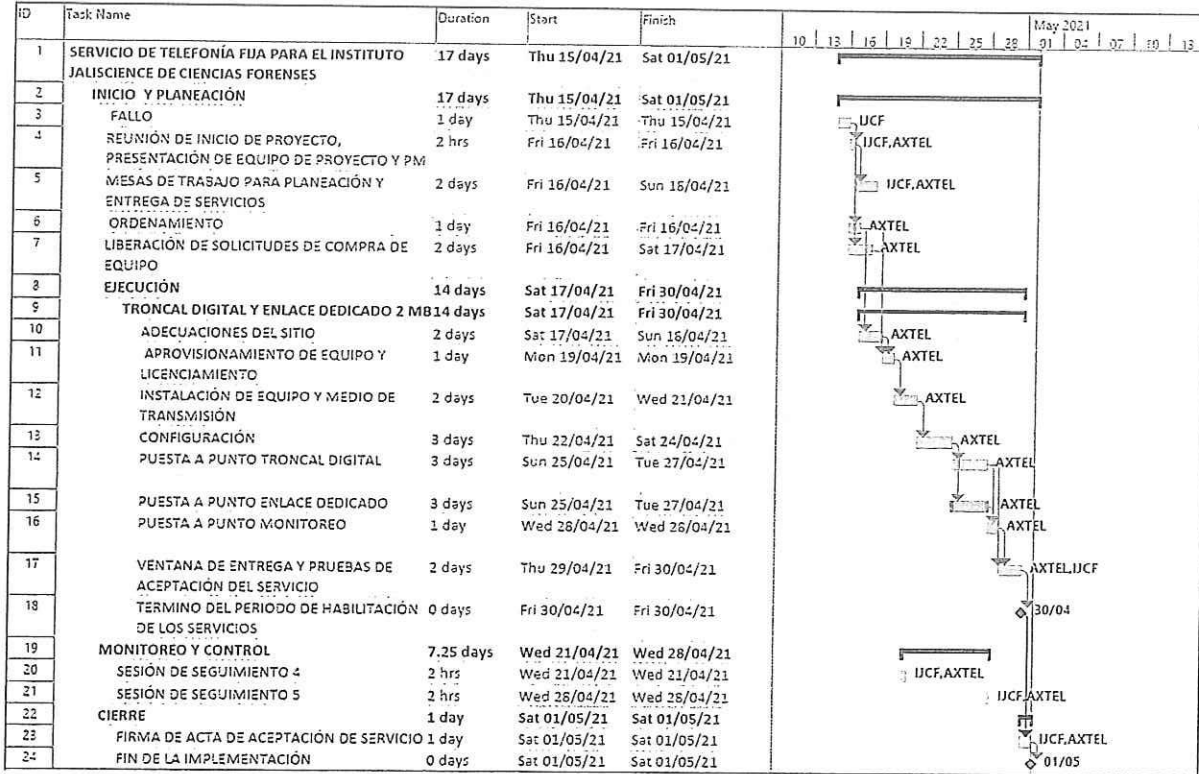 ID Task Name Duration Start Finish
May 2021
10 13 16 19 22 25 28 01 04 07 10 13
1 SERVICIO DE TELEFONÍA FIJA PARA EL INSTITUTO 17 days Thu 15/04/21 Sat 01/05/21
JALISCIENCE DE CIENCIAS FORENSES
2 INICIO Y PLANEACIÓN 17 days Thu 15/04/21 Sat 01/05/21
3 FALLO 1 day Thu 15/04/21 Thu 15/04/21 IJCF
4 REUNIÓN DE INICIO DE PROYECTO, 2 hrs Fri 16/04/21 Fri 16/04/21 IJCF,AXTEL
PRESENTACIÓN DE EQUIPO DE PROYECTO Y PM
5 MESAS DE TRABAJO PARA PLANEACIÓN Y 2 days Fri 16/04/21 Sun 18/04/21 IJCF,AXTEL
ENTREGA DE SERVICIOS
6 ORDENAMIENTO 1 day Fri 16/04/21 Fri 16/04/21 AXTEL
7 LIBERACIÓN DE SOLICITUDES DE COMPRA DE 2 days Fri 16/04/21 Sat 17/04/21 AXTEL
EQUIPO
8 EJECUCIÓN 14 days Sat 17/04/21 Fri 30/04/21
9 TRONCAL DIGITAL Y ENLACE DEDICADO 2 MB 14 days Sat 17/04/21 Fri 30/04/21
10 ADECUACIONES DEL SITIO 2 days Sat 17/04/21 Sun 18/04/21 AXTEL
11 APROVISIONAMIENTO DE EQUIPO Y 1 day Mon 19/04/21 Mon 19/04/21 AXTEL
LICENCIAMIENTO
12 INSTALACIÓN DE EQUIPO Y MEDIO DE 2 days Tue 20/04/21 Wed 21/04/21 AXTEL
TRANSMISIÓN
13 CONFIGURACIÓN 3 days Thu 22/04/21 Sat 24/04/21 AXTEL
14 PUESTA A PUNTO TRONCAL DIGITAL 3 days Sun 25/04/21 Tue 27/04/21 AXTEL
15 PUESTA A PUNTO ENLACE DEDICADO 3 days Sun 25/04/21 Tue 27/04/21 AXTEL
16 PUESTA A PUNTO MONITOREO 1 day Wed 28/04/21 Wed 28/04/21 AXTEL
17 VENTANA DE ENTREGA Y PRUEBAS DE 2 days Thu 29/04/21 Fri 30/04/21 AXTEL,IJCF
ACEPTACIÓN DEL SERVICIO
18 TERMINO DEL PERIODO DE HABILITACIÓN 0 days Fri 30/04/21 Fri 30/04/21 30/04
DE LOS SERVICIOS
19 MONITOREO Y CONTROL 7.25 days Wed 21/04/21 Wed 28/04/21
20 SESIÓN DE SEGUIMIENTO 4 2 hrs Wed 21/04/21 Wed 21/04/21 IJCF,AXTEL
21 SESIÓN DE SEGUIMIENTO 5 2 hrs Wed 28/04/21 Wed 28/04/21 IJCF,AXTEL
22 CIERRE 1 day Sat 01/05/21 Sat 01/05/21
23 FIRMA DE ACTA DE ACEPTACIÓN DE SERVICIO 1 day Sat 01/05/21 Sat 01/05/21 IJCF,AXTEL
24 FIN DE LA IMPLEMENTACIÓN 0 days Sat 01/05/21 Sat 01/05/21 01/05